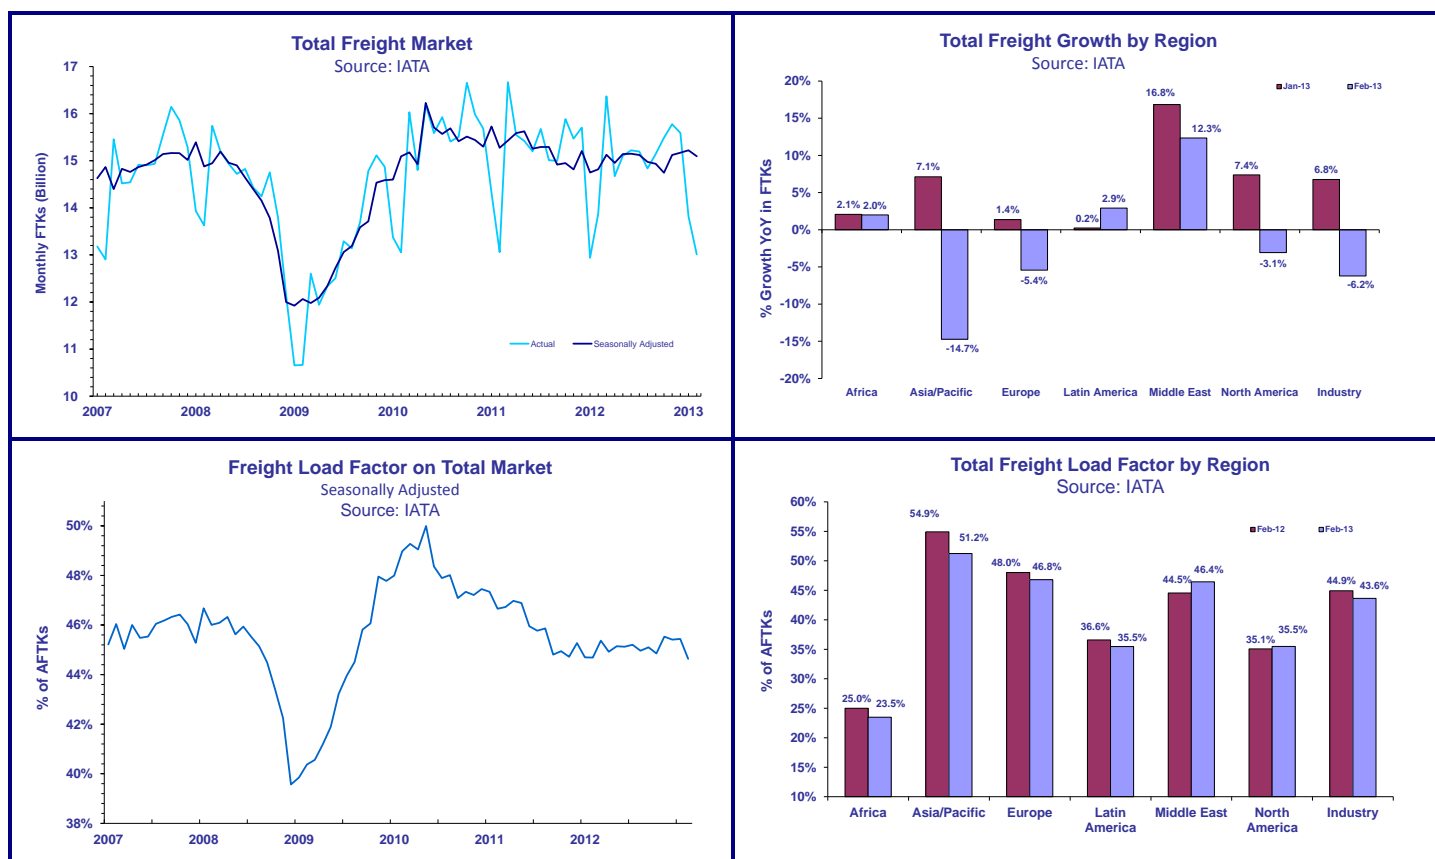 Total Freight Market
Source: IATA
Monthly FTKs (Billion)
17
16
15
14
13
12
11
10
Actual
Seasonally Adjusted
2007 2008 2009 2010 2011 2012 2013
Total Freight Growth by Region
Source: IATA
% Growth YoY in FTKs
20%
15%
10%
5%
0%
-5%
-10%
-15%
-20%
Jan-13 Feb-13
2.1% 2.0%
7.1%
-14.7%
1.4%
-5.4%
0.2%
2.9%
16.8%
12.3%
7.4%
-3.1%
6.8%
-6.2%
Africa Asia/Pacific Europe Latin America Middle East North America Industry
Freight Load Factor on Total Market
Seasonally Adjusted
Source: IATA
% of AFTKs
50%
48%
46%
44%
42%
40%
38%
2007 2008 2009 2010 2011 2012
Total Freight Load Factor by Region
Source: IATA
% of AFTKs
60%
55%
50%
45%
40%
35%
30%
25%
20%
15%
10%
Feb-12 Feb-13
25.0% 23.5%
54.9%
51.2%
48.0% 46.8%
36.6%
35.5%
44.5%
46.4%
35.1%
35.5%
44.9%
43.6%
Africa Asia/Pacific Europe Latin America Middle East North America Industry